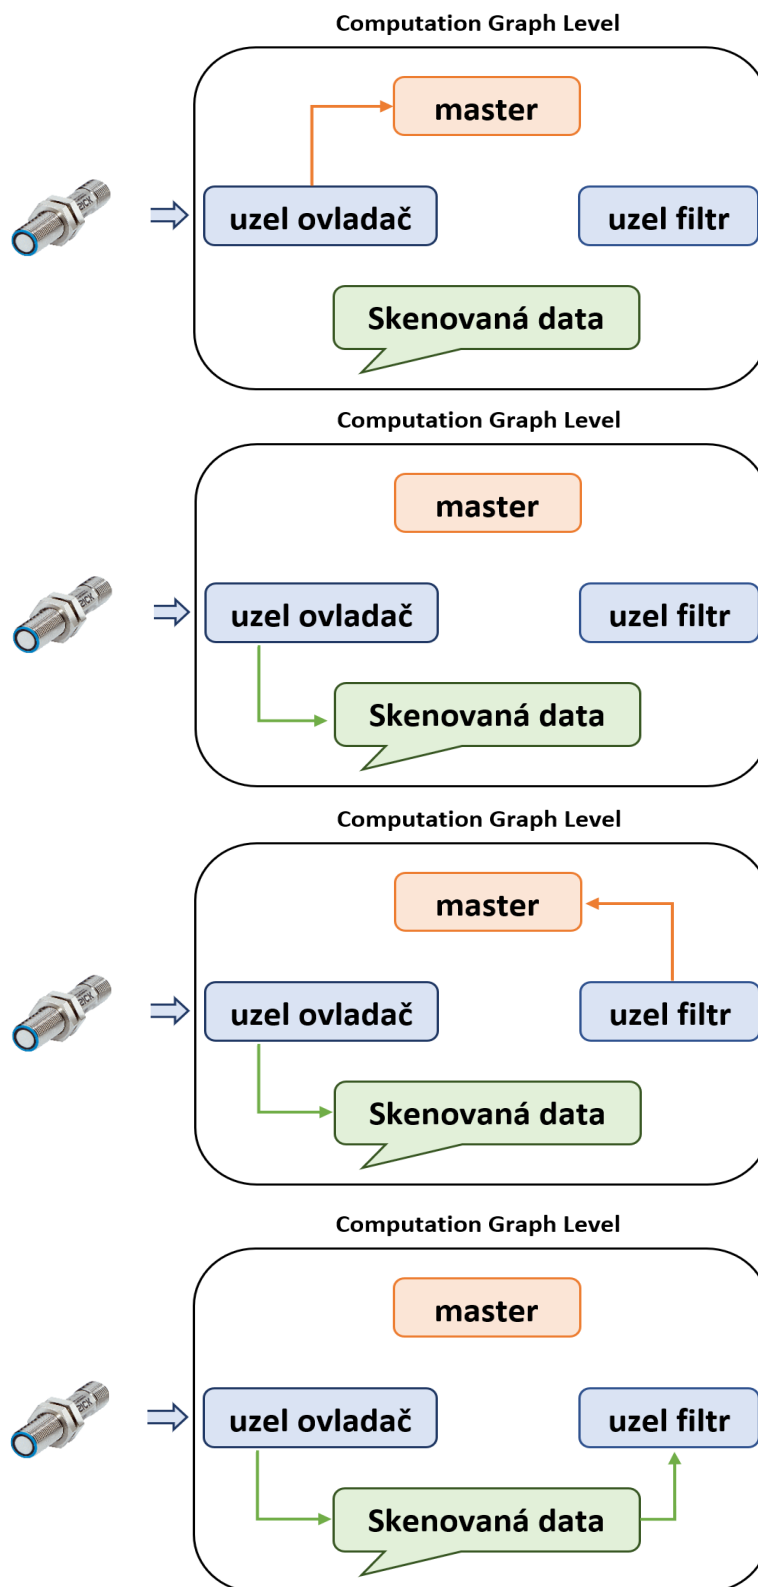 Computation Graph Level
master
uzel ovladač
uzel filtr
Skenovaná data
Computation Graph Level
master
uzel ovladač
uzel filtr
Skenovaná data
Computation Graph Level
master
uzel ovladač
uzel filtr
Skenovaná data
Computation Graph Level
master
uzel ovladač
uzel filtr
Skenovaná data